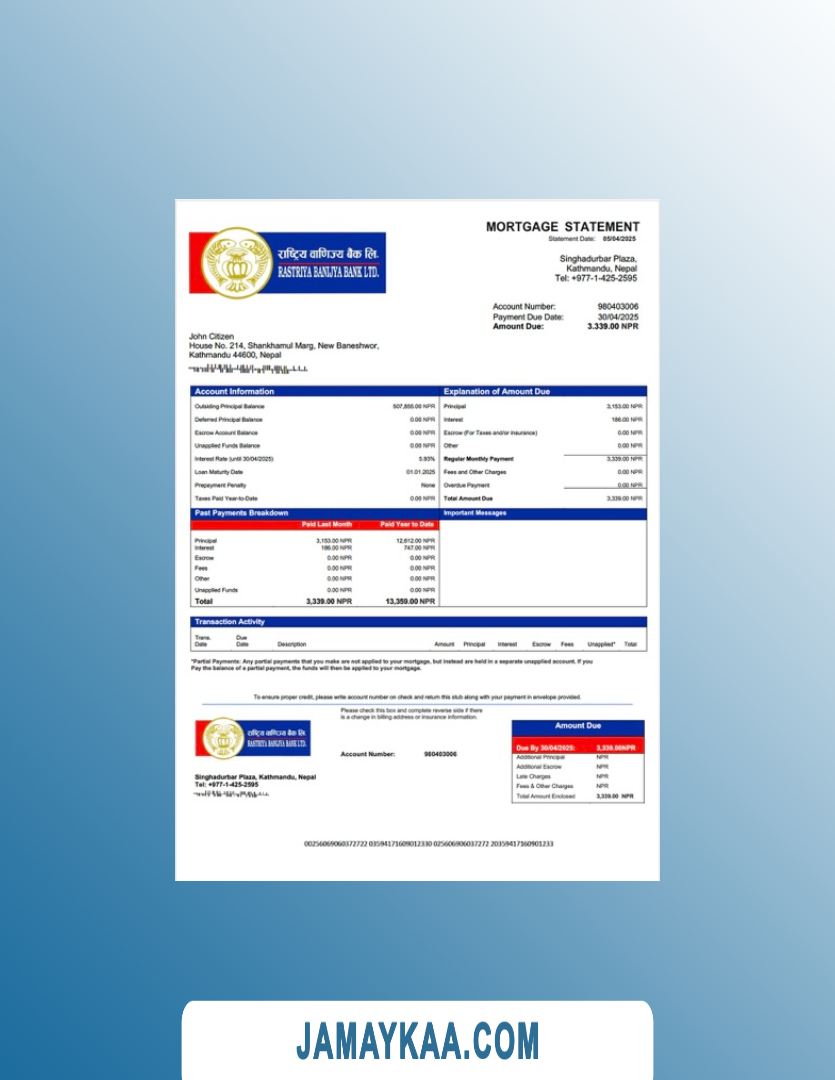 MORTGAGE STATEMENT
Statement Date: 05/04/2025
राष्ट्रिय वाणिज्य बैंक लि.
RASTRIYA BANIJYA BANK LTD.
Singhadurbar Plaza,
Kathmandu, Nepal
Tel: +977-1-425-2595
Account Number: 980403006
Payment Due Date: 30/04/2025
Amount Due: 3.339.00 NPR
John Citizen
House No. 214, Shankhamul Marg, New Baneshwor,
Kathmandu 44600, Nepal
Account Information
Outsiding Principal Balance 507,855.00 NPR
Deferred Principal Balance 0.00 NPR
Escrow Account Balance 0.00 NPR
Unapplied Funds Balance 0.00 NPR
Interest Rate (until 30/04/2025) 5.93%
Loan Maturity Date 01.01.2025
Prepayment Penalty None
Taxes Paid Year-to-Date 0.00 NPR
Explanation of Amount Due
Principal 3,153.00 NPR
Interest 186.00 NPR
Escrow (For Taxes and/or insurance) 0.00 NPR
Other 0.00 NPR
Regular Monthly Payment 3,339.00 NPR
Fees and Other Charges 0.00 NPR
Overdue Payment 0.00 NPR
Total Amount Due 3,339.00 NPR
Past Payments Breakdown
Paid Last Month Paid Year to Date
Principal 3,153.00 NPR 12,612.00 NPR
Interest 186.00 NPR 747.00 NPR
Escrow 0.00 NPR 0.00 NPR
Fees 0.00 NPR 0.00 NPR
Other 0.00 NPR 0.00 NPR
Unapplied Funds 0.00 NPR 0.00 NPR
Total 3,339.00 NPR 13,359.00 NPR
Important Messages
Transaction Activity
Trans. Date Due Date Description Amount Principal Interest Escrow Fees Unapplied* Total
*Partial Payments: Any partial payments that you make are not applied to your mortgage, but instead are held in a separate unapplied account. If you
Pay the balance of a partial payment, the funds will then be applied to your mortgage.
To ensure proper credit, please write account number on check and return this stub along with your payment in envelope provided.
Please check this box and complete reverse side if there
is a change in billing address or insurance information.
राष्ट्रिय वाणिज्य बैंक लि.
RASTRIYA BANIJYA BANK LTD.
Account Number: 980403006
Singhadurbar Plaza, Kathmandu, Nepal
Tel: +977-1-425-2595
Amount Due
Due By 30/04/2025: 3,339.00NPR
Additional Principal NPR
Additional Escrow NPR
Late Charges NPR
Fees & Other Charges NPR
Total Amount Enclosed 3,339.00 NPR
00256069060372722 03594171609012330 025606906037272 20359417160901233
JAMAYKAA.COM